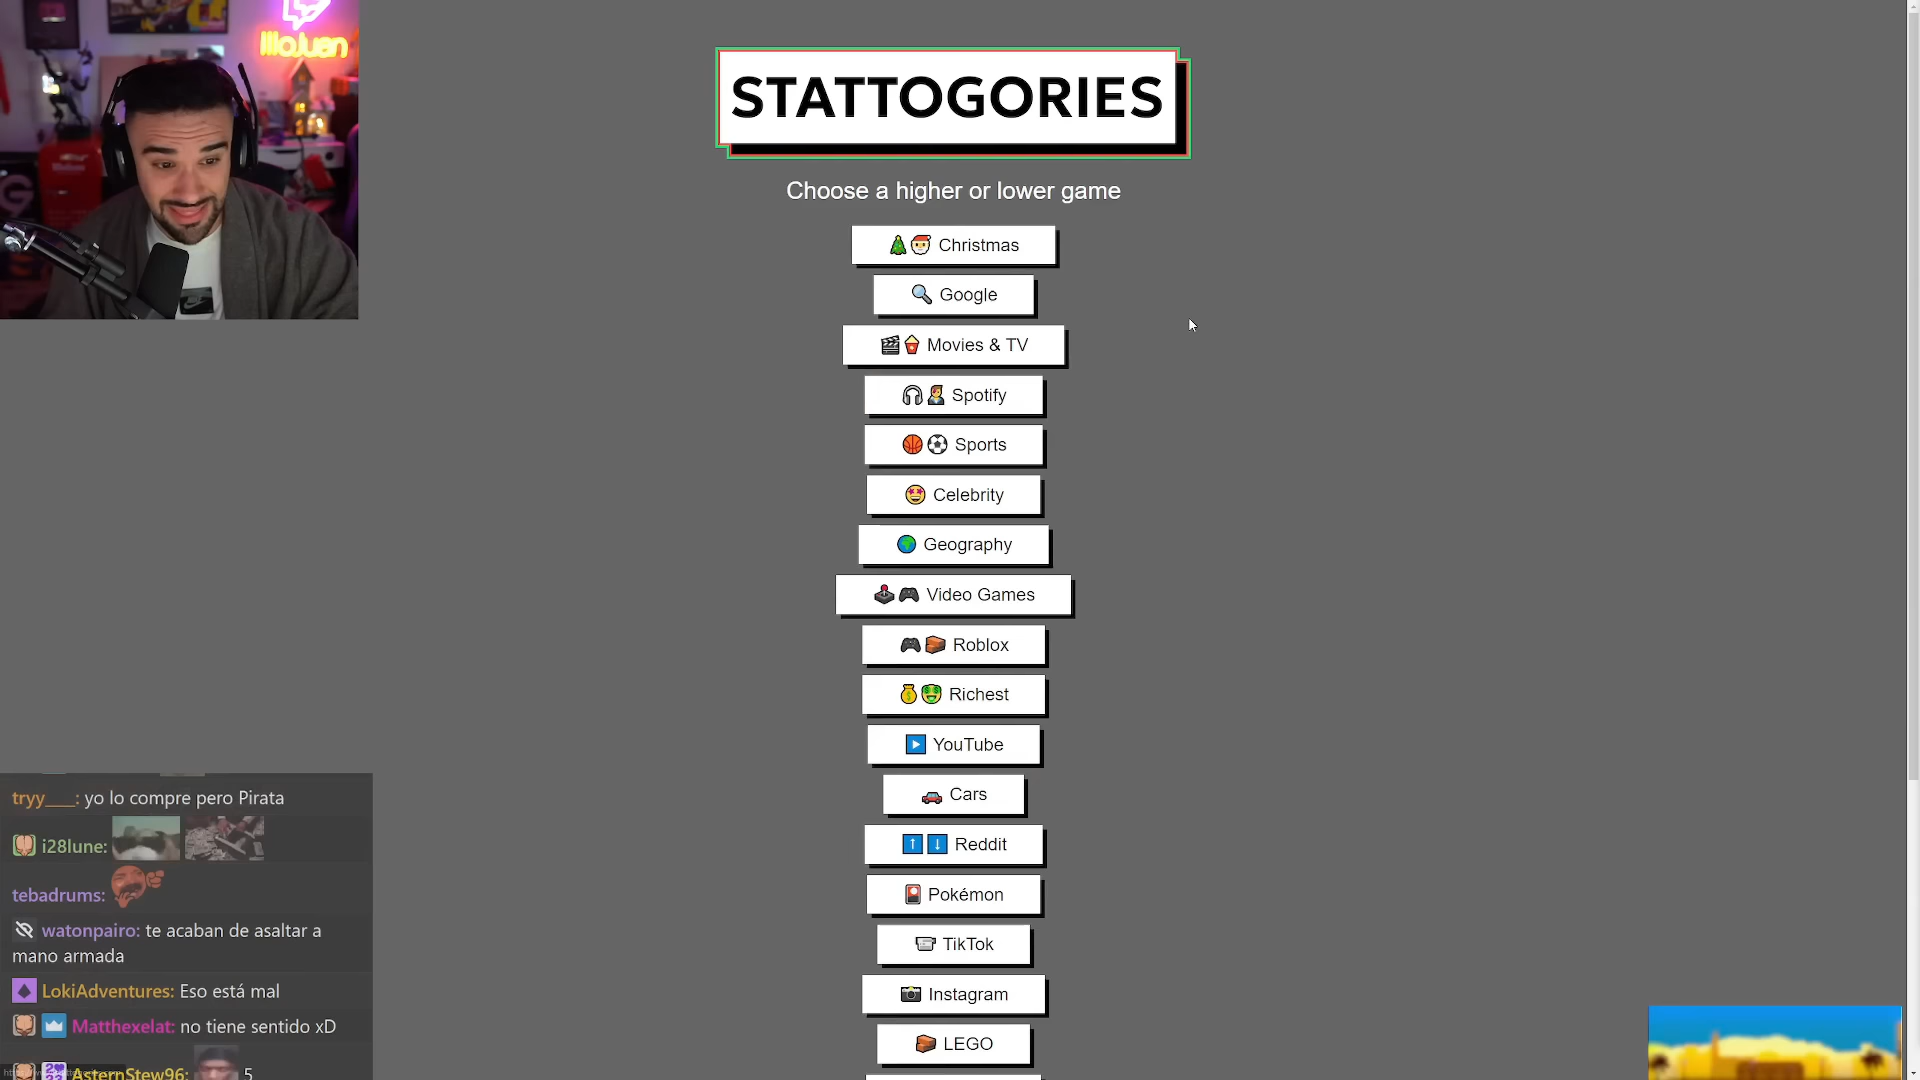 IlloJuan
STATTOGORIES
Choose a higher or lower game
Christmas
Google
Movies & TV
Spotify
Sports
Celebrity
Geography
Video Games
Roblox
Richest
YouTube
Cars
Reddit
Pokémon
TikTok
Instagram
LEGO
tryy___: yo lo compre pero Pirata
i28lune:
tebadrums:
watonpairo: te acaban de asaltar a
mano armada
LokiAdventures: Eso está mal
Matthexelat: no tiene sentido xD
AsternStew96: 5